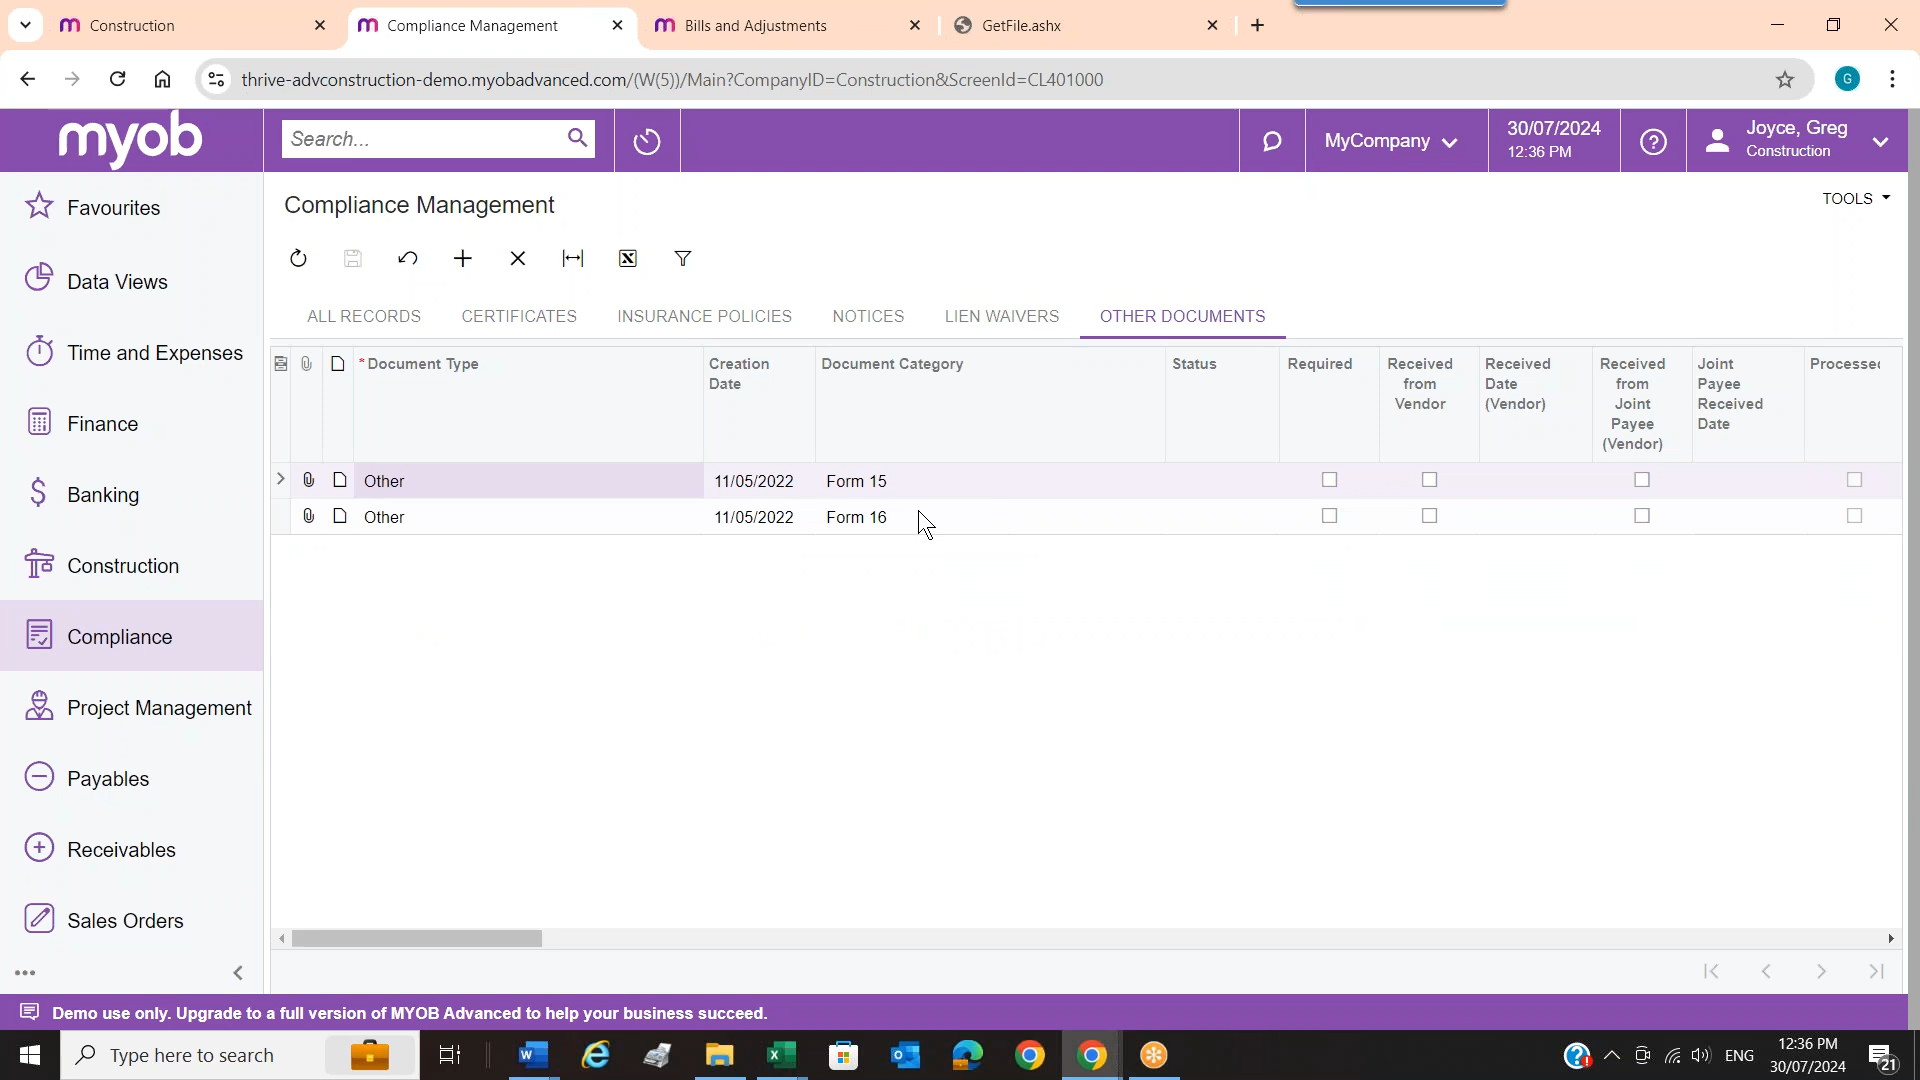 Construction
Compliance Management
Bills and Adjustments
GetFile.ashx
thrive-advconstruction-demo.myobadvanced.com/(W(5))/Main?CompanyID=Construction&ScreenId=CL401000
G
myob
Search...
MyCompany
30/07/2024
12:36 PM
Joyce, Greg
Construction
Favourites
Data Views
Time and Expenses
Finance
Banking
Construction
Compliance
Project Management
Payables
Receivables
Sales Orders
Compliance Management
TOOLS
ALL RECORDS CERTIFICATES INSURANCE POLICIES NOTICES LIEN WAIVERS OTHER DOCUMENTS
* Document Type
Creation
Date
Document Category
Status
Required
Received
from
Vendor
Received
Date
(Vendor)
Received
from
Joint
Payee
(Vendor)
Joint
Payee
Received
Date
Processed
Other 11/05/2022 Form 15
Other 11/05/2022 Form 16
Demo use only. Upgrade to a full version of MYOB Advanced to help your business succeed.
Type here to search
ENG
12:36 PM
30/07/2024
21